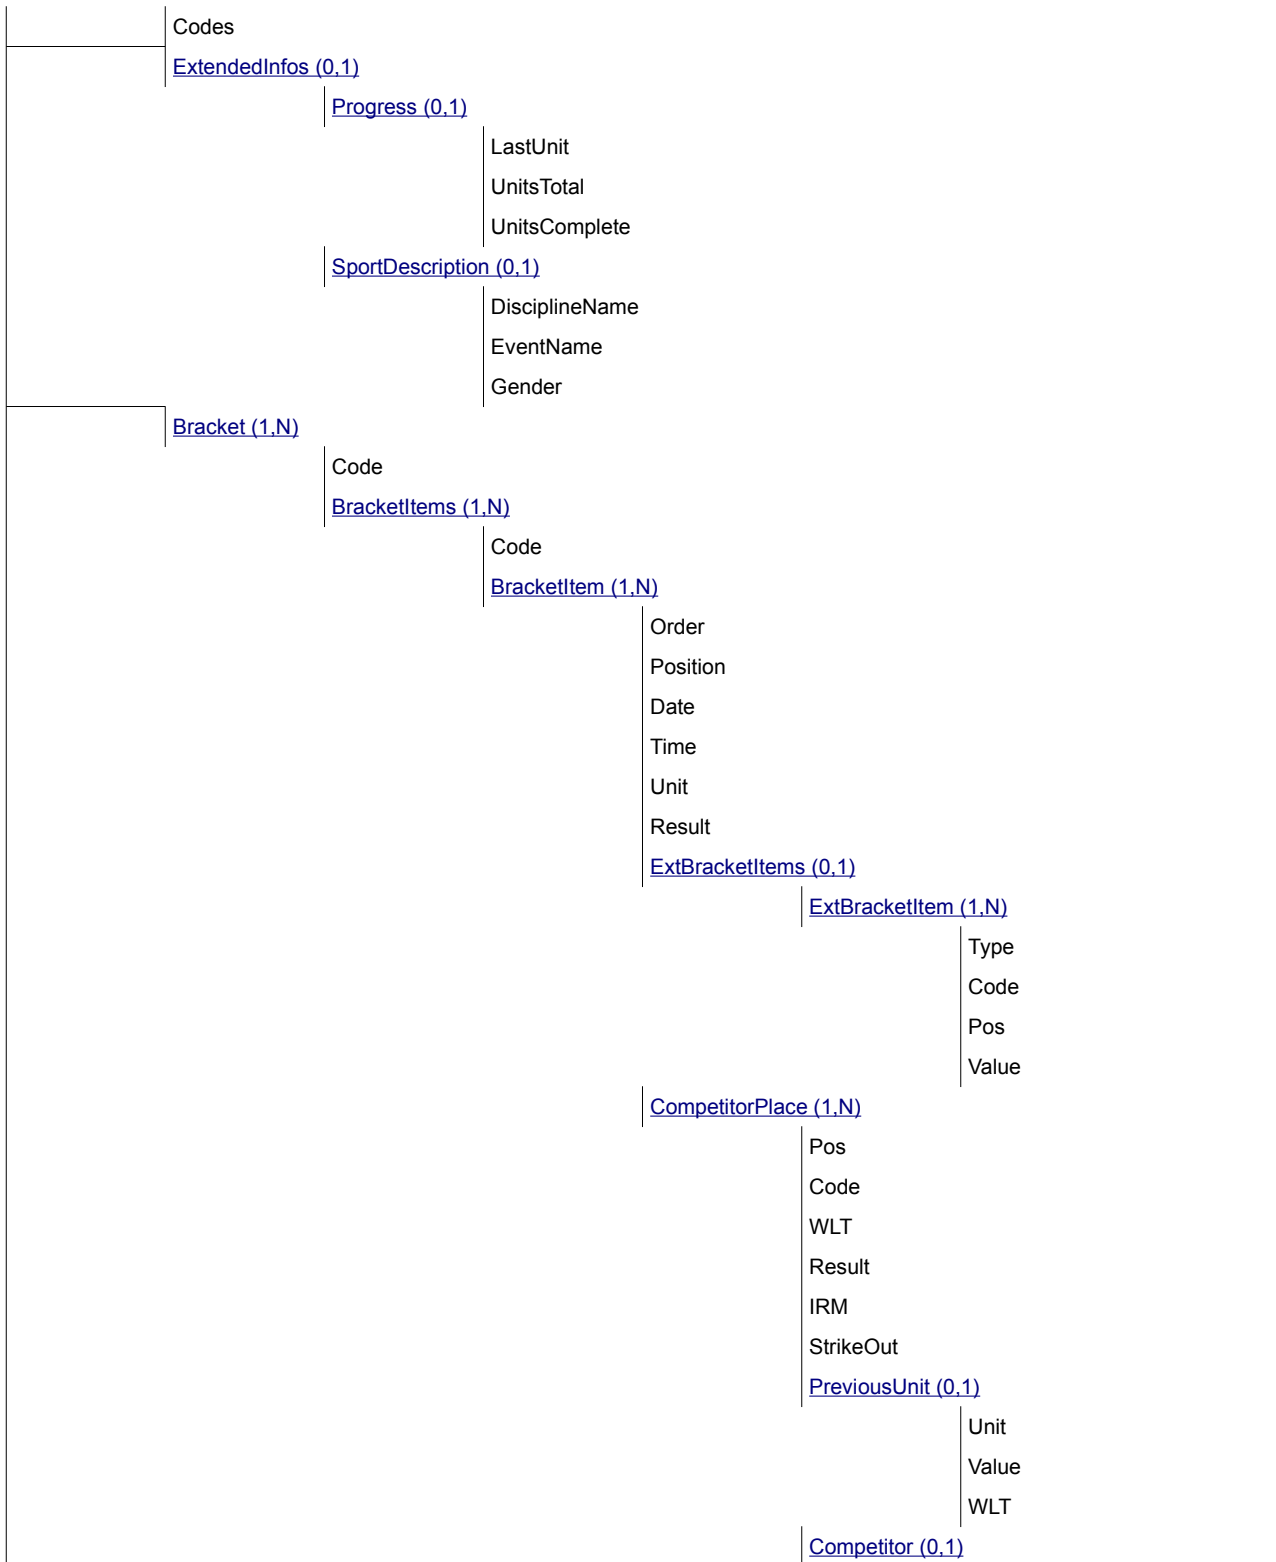 Codes
ExtendedInfos (0,1)
Progress (0,1)
LastUnit
UnitsTotal
UnitsComplete
SportDescription (0,1)
DisciplineName
EventName
Gender
Bracket (1,N)
Code
BracketItems (1,N)
Code
BracketItem (1,N)
Order
Position
Date
Time
Unit
Result
ExtBracketItems (0,1)
ExtBracketItem (1,N)
Type
Code
Pos
Value
CompetitorPlace (1,N)
Pos
Code
WLT
Result
IRM
StrikeOut
PreviousUnit (0,1)
Unit
Value
WLT
Competitor (0,1)